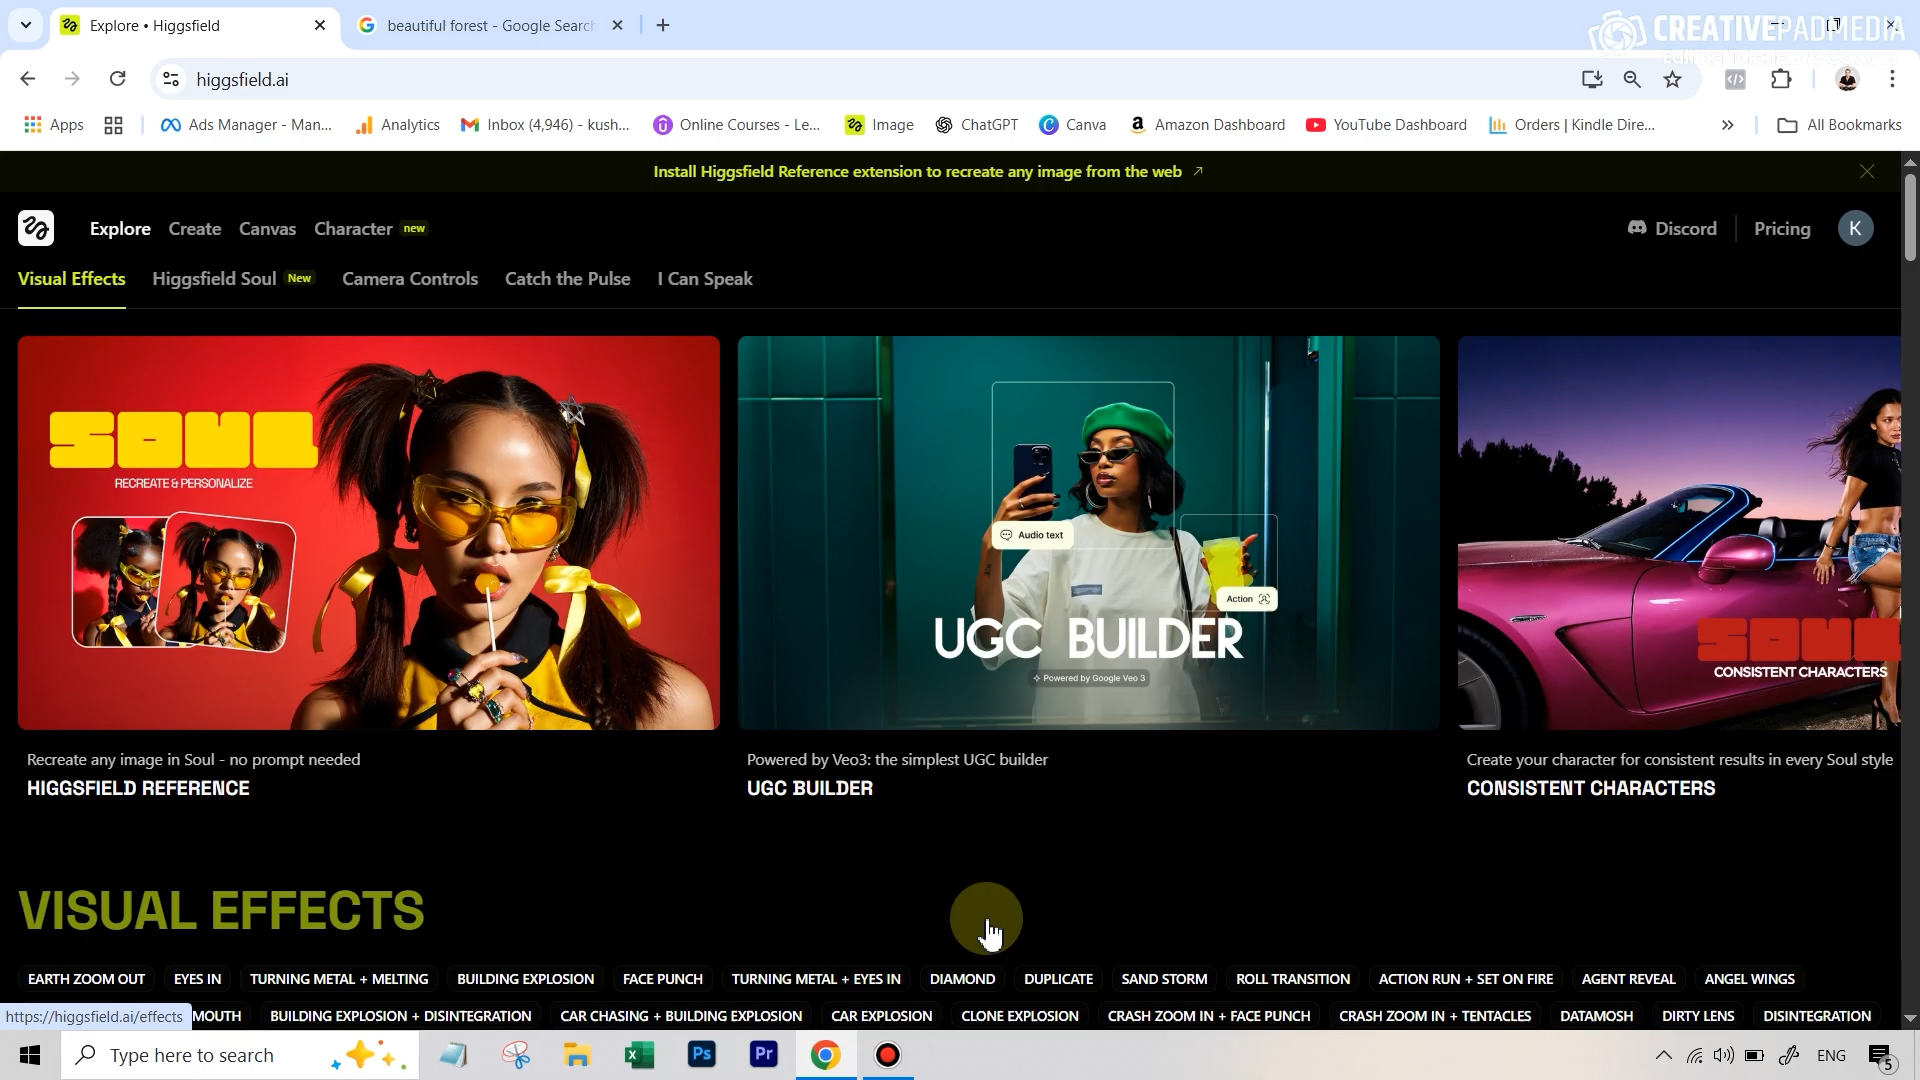 Explore • Higgsfield
beautiful forest - Google Search
CREATIVEPADMEDIA
higgsfield.ai
Apps
Ads Manager - Man...
Analytics
Inbox (4,946) - kush...
Online Courses - Le...
Image
ChatGPT
Canva
Amazon Dashboard
YouTube Dashboard
Orders | Kindle Dire...
All Bookmarks
Install Higgsfield Reference extension to recreate any image from the web
Explore
Create
Canvas
Character new
Discord
Pricing
K
Visual Effects
Higgsfield Soul New
Camera Controls
Catch the Pulse
I Can Speak
SOUL
RECREATE & PERSONALIZE
Audio text
Action
UGC BUILDER
Powered by Google Veo 3
SOUL
CONSISTENT CHARACTERS
Recreate any image in Soul - no prompt needed
HIGGSFIELD REFERENCE
Powered by Veo3: the simplest UGC builder
UGC BUILDER
Create your character for consistent results in every Soul style
CONSISTENT CHARACTERS
VISUAL EFFECTS
EARTH ZOOM OUT
EYES IN
TURNING METAL + MELTING
BUILDING EXPLOSION
FACE PUNCH
TURNING METAL + EYES IN
DIAMOND
DUPLICATE
SAND STORM
ROLL TRANSITION
ACTION RUN + SET ON FIRE
AGENT REVEAL
ANGEL WINGS
https://higgsfield.ai/effects
MOUTH
BUILDING EXPLOSION + DISINTEGRATION
CAR CHASING + BUILDING EXPLOSION
CAR EXPLOSION
CLONE EXPLOSION
CRASH ZOOM IN + FACE PUNCH
CRASH ZOOM IN + TENTACLES
DATAMOSH
DIRTY LENS
DISINTEGRATION
Type here to search
Ps
Pr
ENG
5